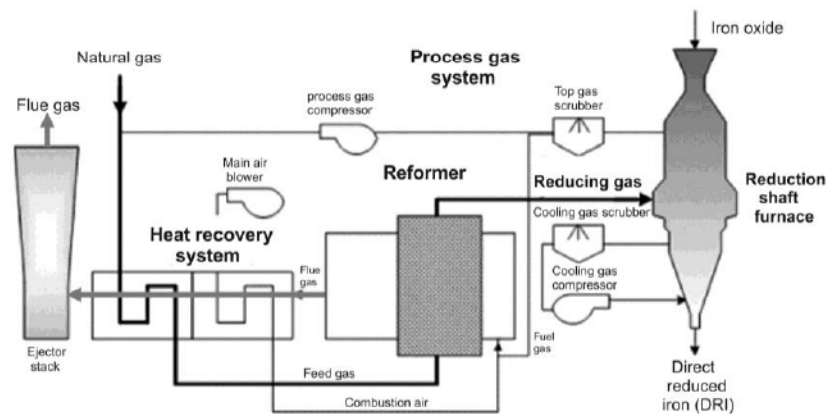 Iron oxide
Natural gas
Process gas
system
Flue gas
process gas
compressor
Top gas
scrubber
Main air
blower
Reformer
Reducing gas
Reduction
shaft
furnace
Cooling gas scrubber
Heat recovery
system
Flue
gas
Cooling gas
compressor
Fuel
gas
Ejector
stack
Feed gas
Combustion air
Direct
reduced
iron (DRI)